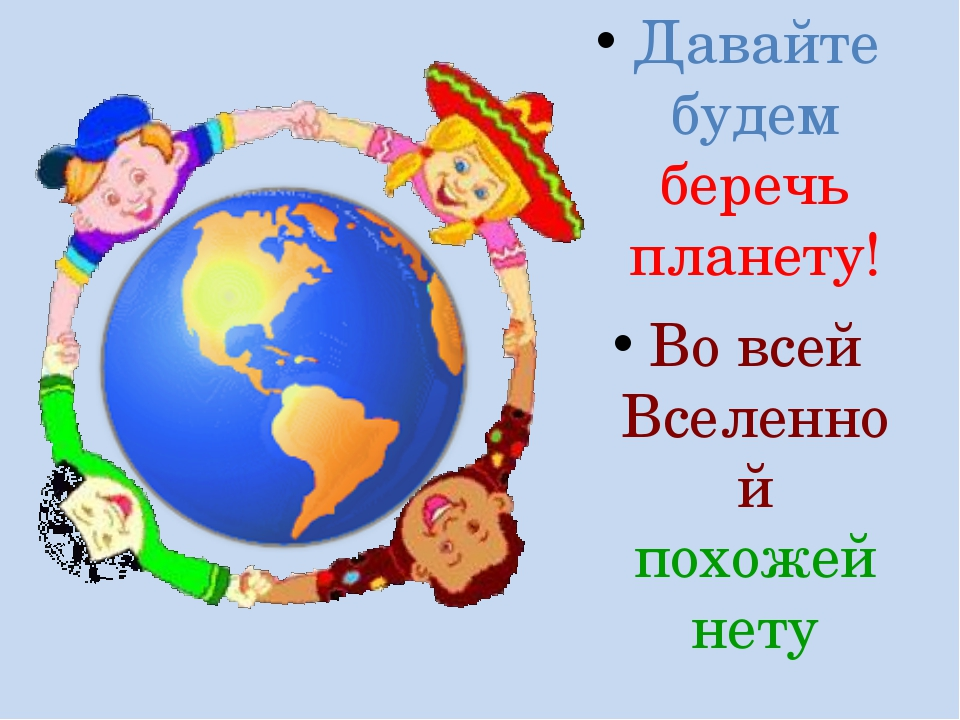 • Давайте
будем
беречь
планету!
• Во всей
Вселенно
й
похожей
нету